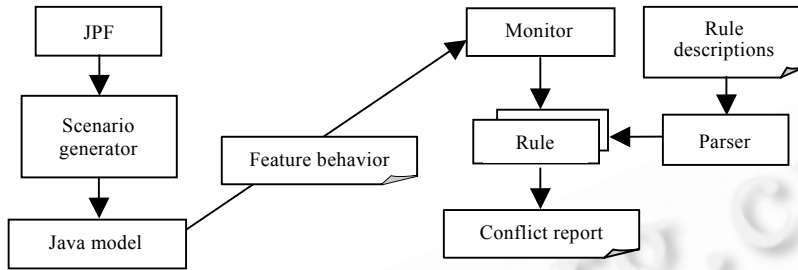 JPF
Scenario
generator
Java model
Feature behavior
Monitor
Rule
Conflict report
Rule
descriptions
Parser